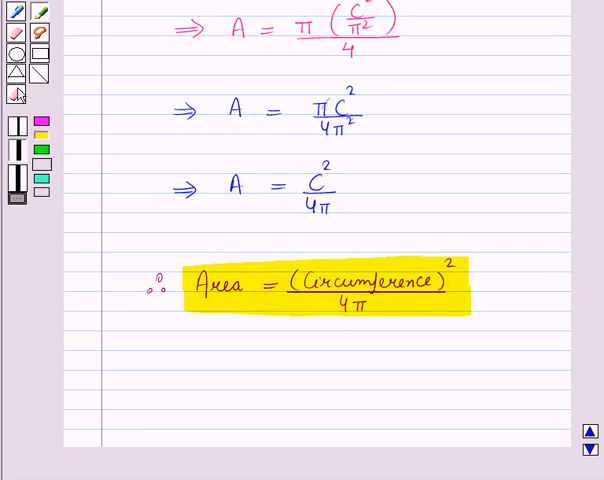 ⇒ A = π (C²/π²) / 4
⇒ A = πC² / 4π²
⇒ A = C² / 4π
∴ Area = (Circumference)² / 4π